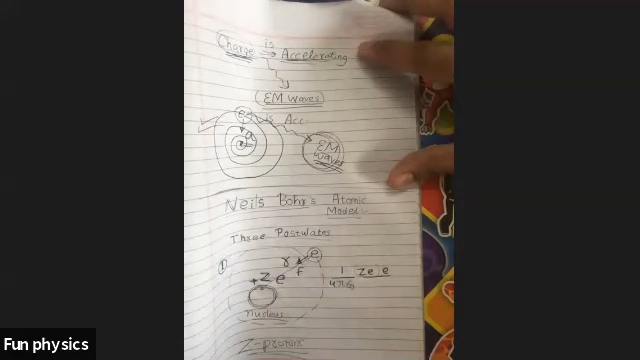 Charge is Accelerating
EM waves
e is Acc
a
EM
waves
Neils Bohr's Atomic
Model
Three Postulates
① r e
+Z e F 1 Ze e
4πε₀
nucleus
Z-protons
Fun physics